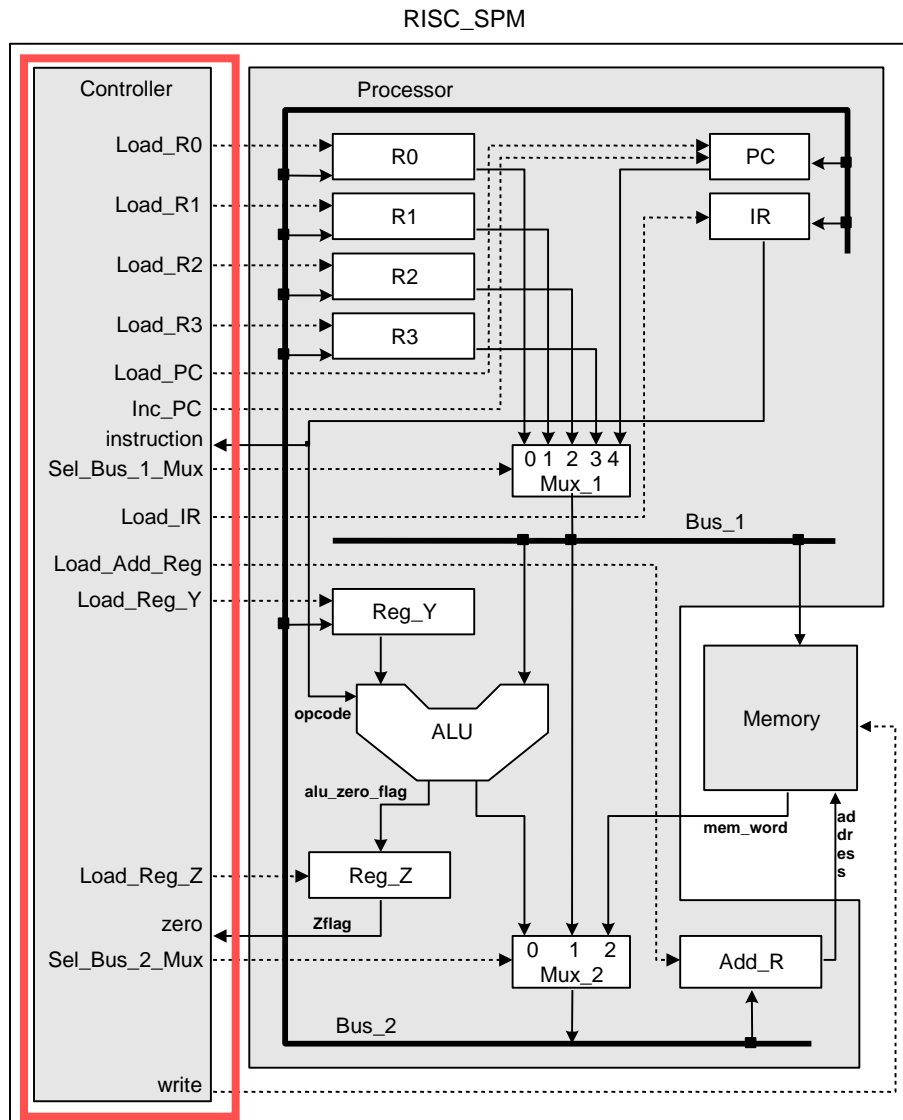 RISC_SPM
Controller
Processor
Load_R0
R0
PC
Load_R1
R1
IR
Load_R2
R2
Load_R3
R3
Load_PC
Inc_PC
instruction
0 1 2 3 4
Sel_Bus_1_Mux
Mux_1
Load_IR
Bus_1
Load_Add_Reg
Load_Reg_Y
Reg_Y
opcode
ALU
Memory
alu_zero_flag
mem_word
ad
dr
es
s
Load_Reg_Z
Reg_Z
zero
Zflag
0 1 2
Sel_Bus_2_Mux
Mux_2
Add_R
Bus_2
write